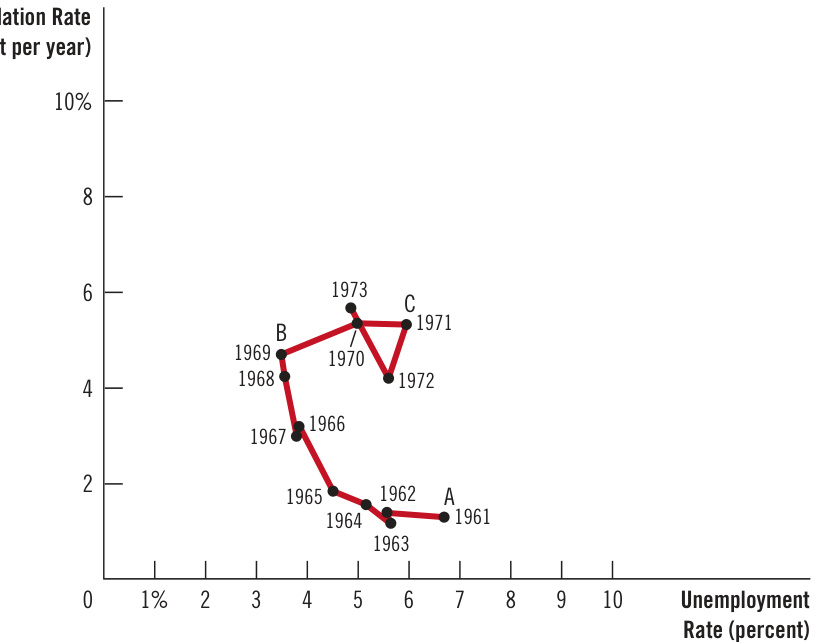 lation Rate
t per year)
10%
8
6
1973
C
1971
B
1969
1970
1968
4
1972
1966
1967
2
1965
1962
A
1964
1961
1963
0 1% 2 3 4 5 6 7 8 9 10 Unemployment
Rate (percent)